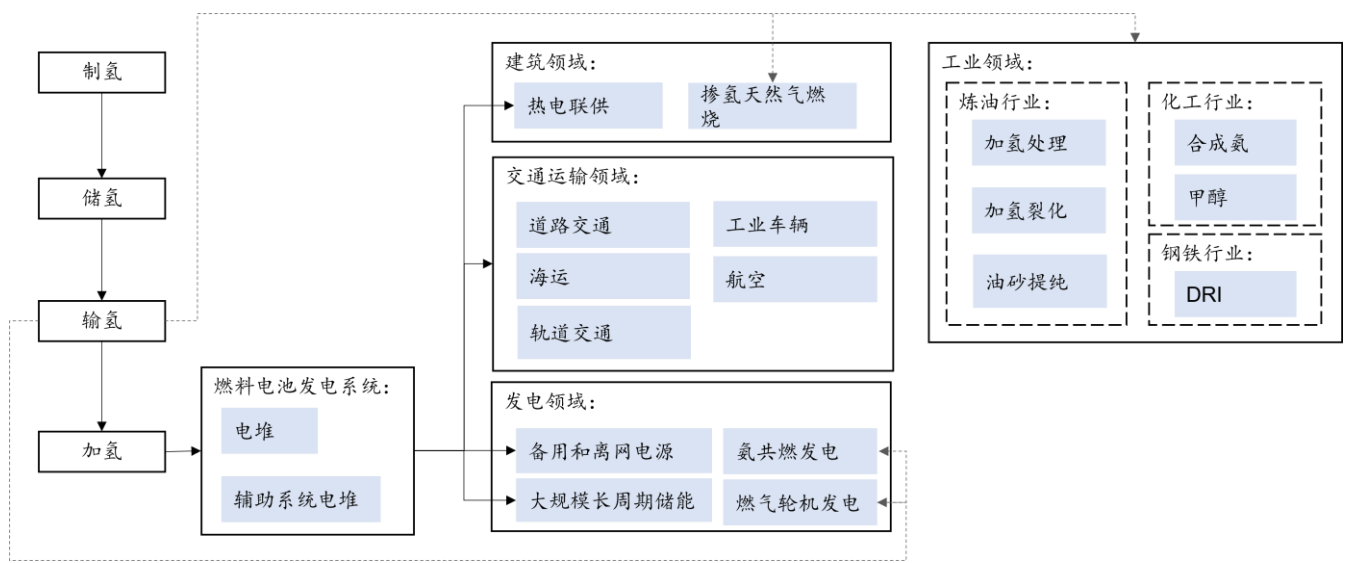 制氢
储氢
输氢
加氢
燃料电池发电系统：
电堆
辅助系统电堆
建筑领域：
热电联供
掺氢天然气燃
烧
交通运输领域：
道路交通
工业车辆
海运
航空
轨道交通
发电领域：
备用和离网电源
氨共燃发电
大规模长周期储能
燃气轮机发电
工业领域：
炼油行业：
加氢处理
加氢裂化
油砂提纯
化工行业：
合成氨
甲醇
钢铁行业：
DRI